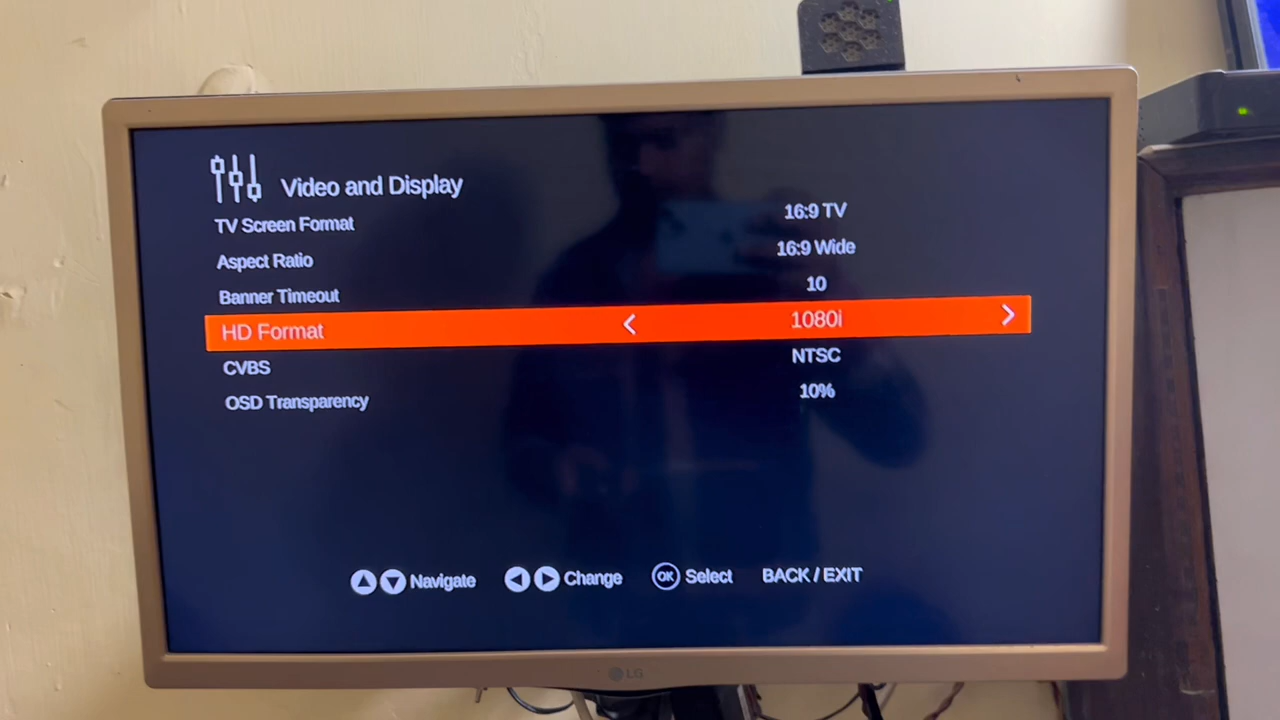 Video and Display
TV Screen Format 16:9 TV
Aspect Ratio 16:9 Wide
Banner Timeout 10
HD Format 1080i
CVBS NTSC
OSD Transparency 10%
Navigate Change OK Select BACK / EXIT
LG